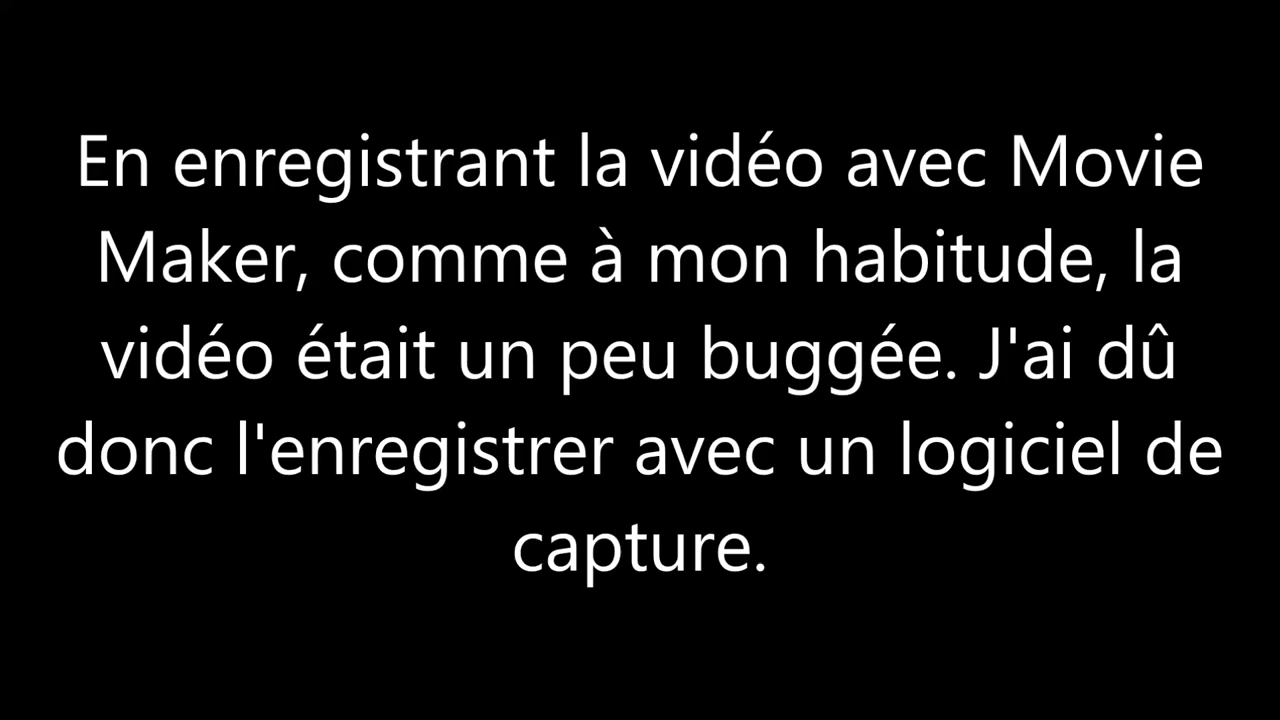 En enregistrant la vidéo avec Movie
Maker, comme à mon habitude, la
vidéo était un peu buggée. J'ai dû
donc l'enregistrer avec un logiciel de
capture.